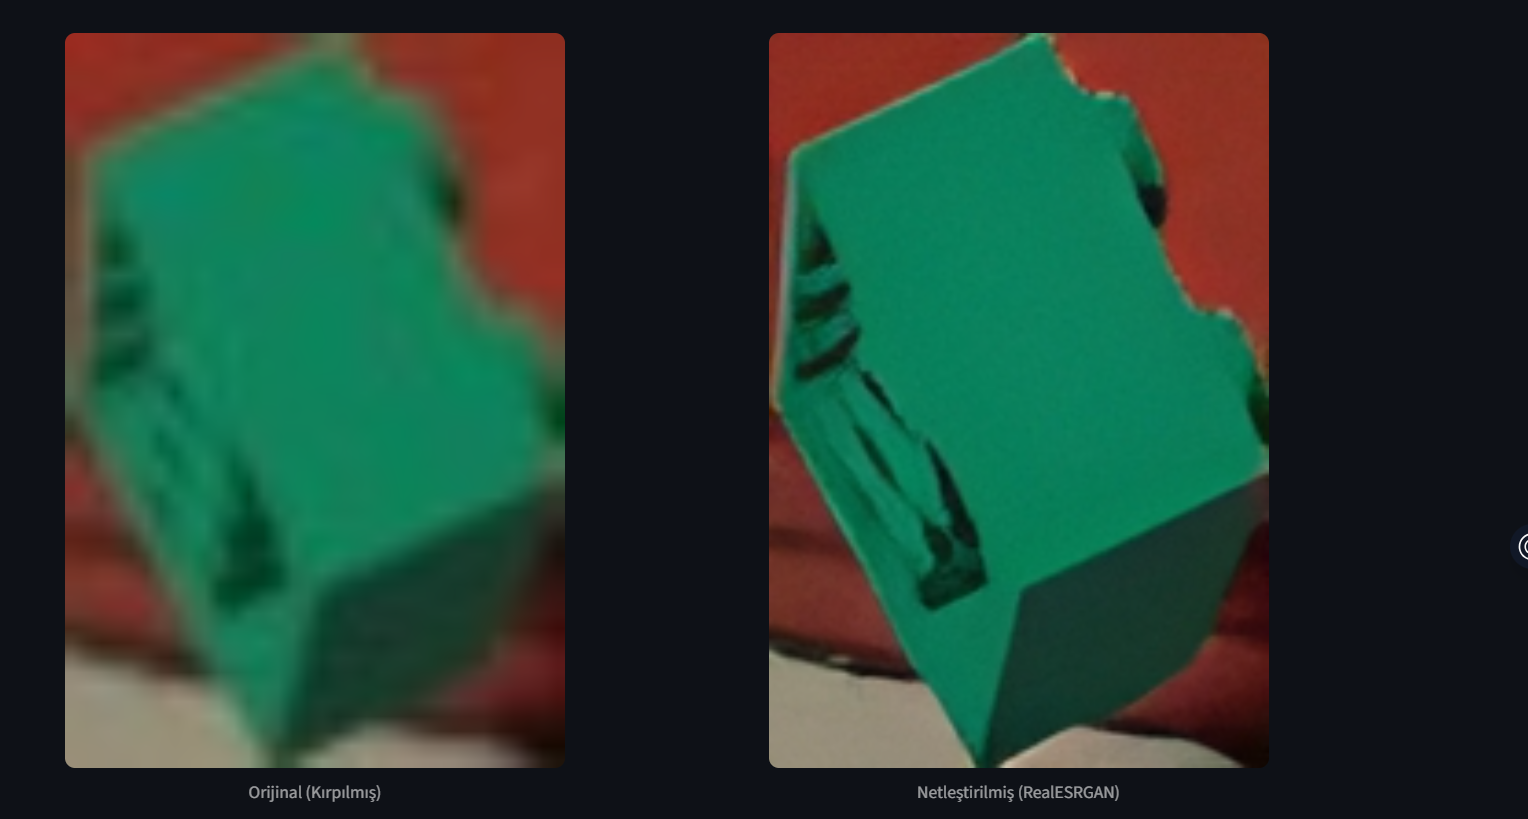 Orijinal (Kırpılmış)
Netleştirilmiş (RealESRGAN)